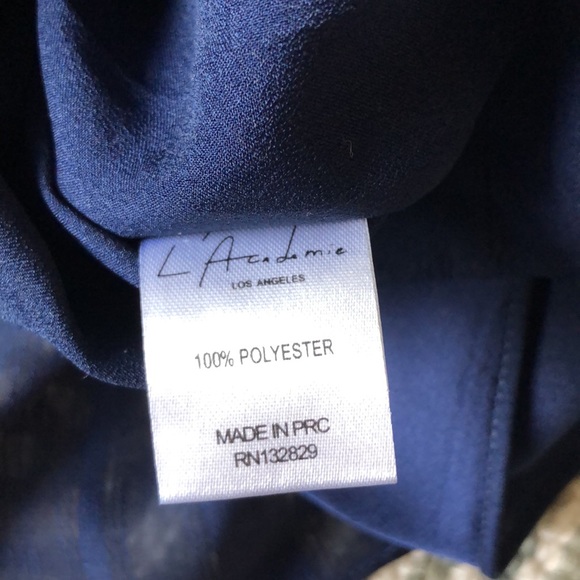 L'Academie
LOS ANGELES
100% POLYESTER
MADE IN PRC
RN132829